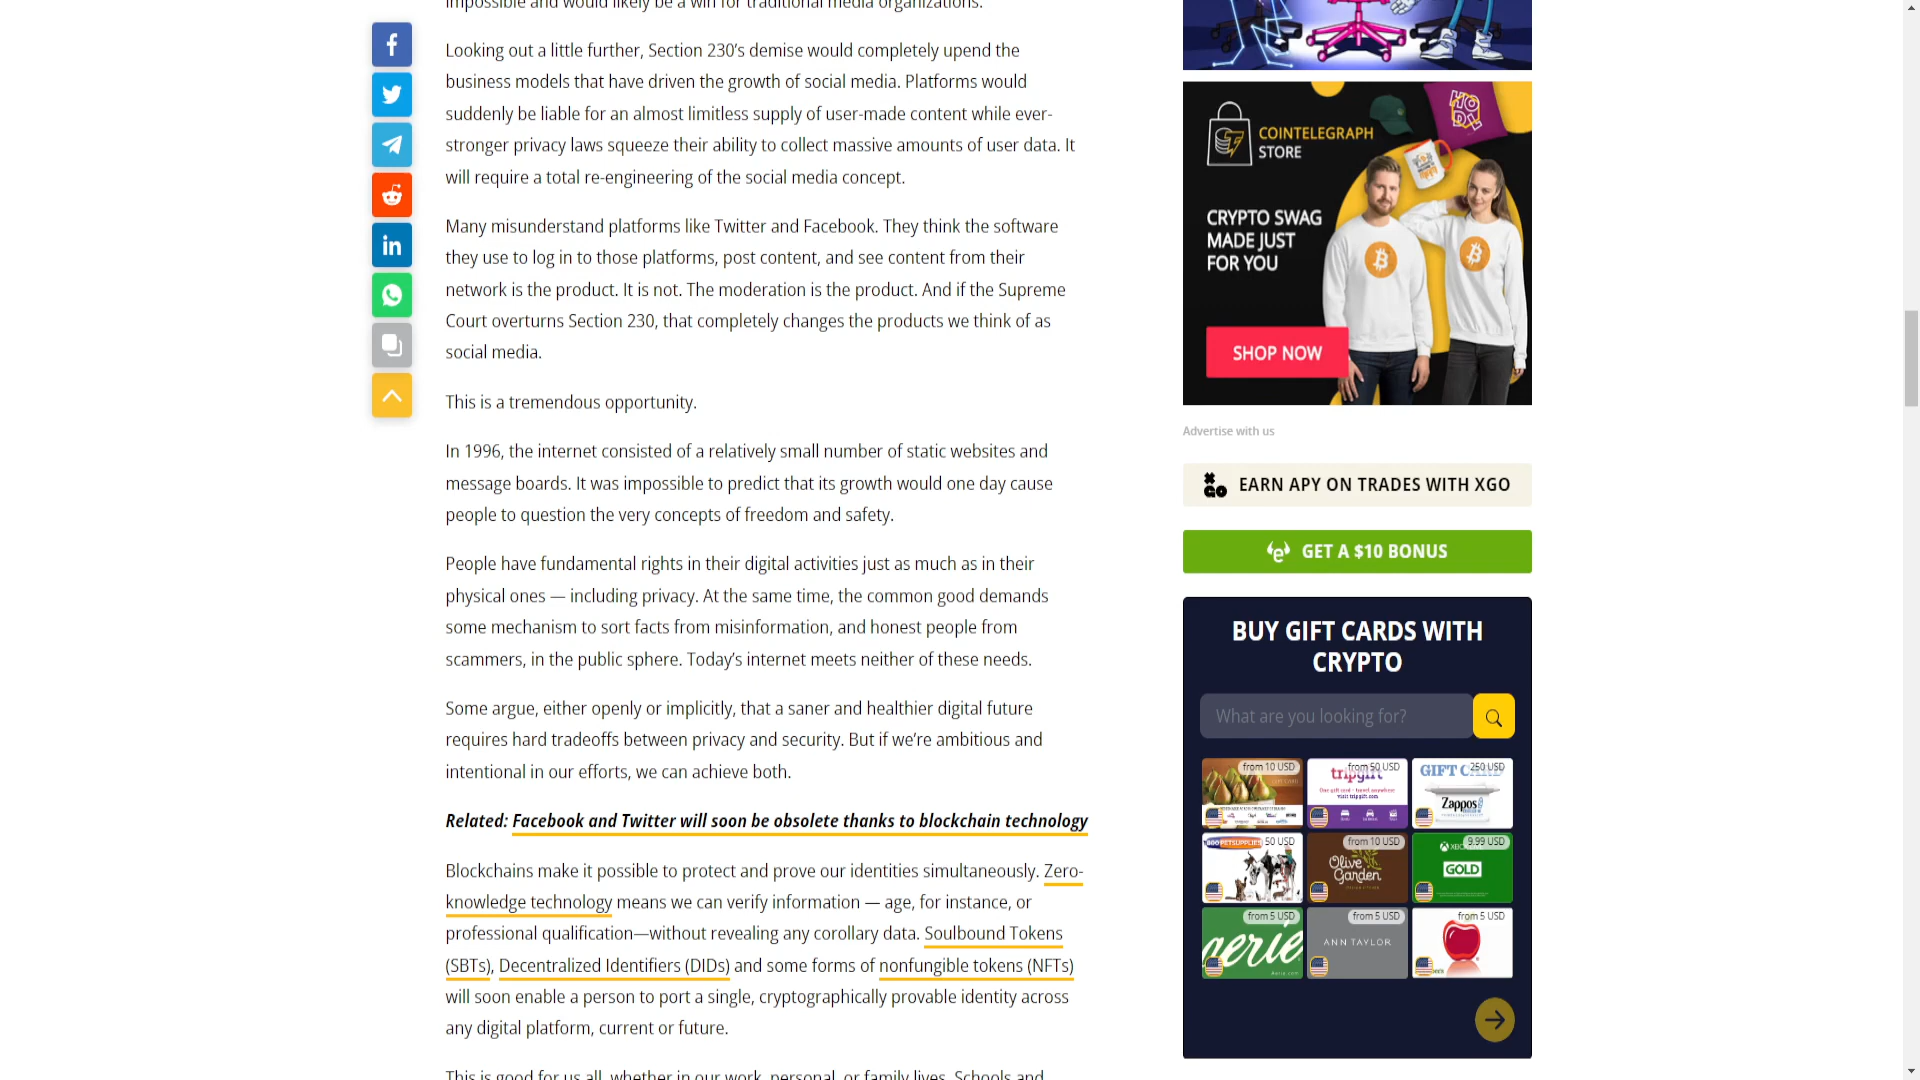 impossible and would likely be a win for traditional media organizations.
Looking out a little further, Section 230’s demise would completely upend the
business models that have driven the growth of social media. Platforms would
suddenly be liable for an almost limitless supply of user-made content while ever-
stronger privacy laws squeeze their ability to collect massive amounts of user data. It
will require a total re-engineering of the social media concept.
Many misunderstand platforms like Twitter and Facebook. They think the software
they use to log in to those platforms, post content, and see content from their
network is the product. It is not. The moderation is the product. And if the Supreme
Court overturns Section 230, that completely changes the products we think of as
social media.
This is a tremendous opportunity.
In 1996, the internet consisted of a relatively small number of static websites and
message boards. It was impossible to predict that its growth would one day cause
people to question the very concepts of freedom and safety.
People have fundamental rights in their digital activities just as much as in their
physical ones — including privacy. At the same time, the common good demands
some mechanism to sort facts from misinformation, and honest people from
scammers, in the public sphere. Today’s internet meets neither of these needs.
Some argue, either openly or implicitly, that a saner and healthier digital future
requires hard tradeoffs between privacy and security. But if we’re ambitious and
intentional in our efforts, we can achieve both.
Related: Facebook and Twitter will soon be obsolete thanks to blockchain technology
Blockchains make it possible to protect and prove our identities simultaneously. Zero-
knowledge technology means we can verify information — age, for instance, or
professional qualification—without revealing any corollary data. Soulbound Tokens
(SBTs), Decentralized Identifiers (DIDs) and some forms of nonfungible tokens (NFTs)
will soon enable a person to port a single, cryptographically provable identity across
any digital platform, current or future.
This is good for us all, whether in our work, personal, or family lives. Schools and
HODL
COINTELEGRAPH
STORE
CRYPTO SWAG
MADE JUST
FOR YOU
SHOP NOW
Advertise with us
EARN APY ON TRADES WITH XGO
GET A $10 BONUS
BUY GIFT CARDS WITH
CRYPTO
What are you looking for?
from 10 USD
from 50 USD
tripgift
One gift card - travel anywhere
visit tripgift.com
250 USD
GIFT CARD
Zappos
50 USD
PETSUPPLIES
from 10 USD
Olive
Garden
9.99 USD
XBOX
GOLD
from 5 USD
aerie
from 5 USD
ANN TAYLOR
from 5 USD